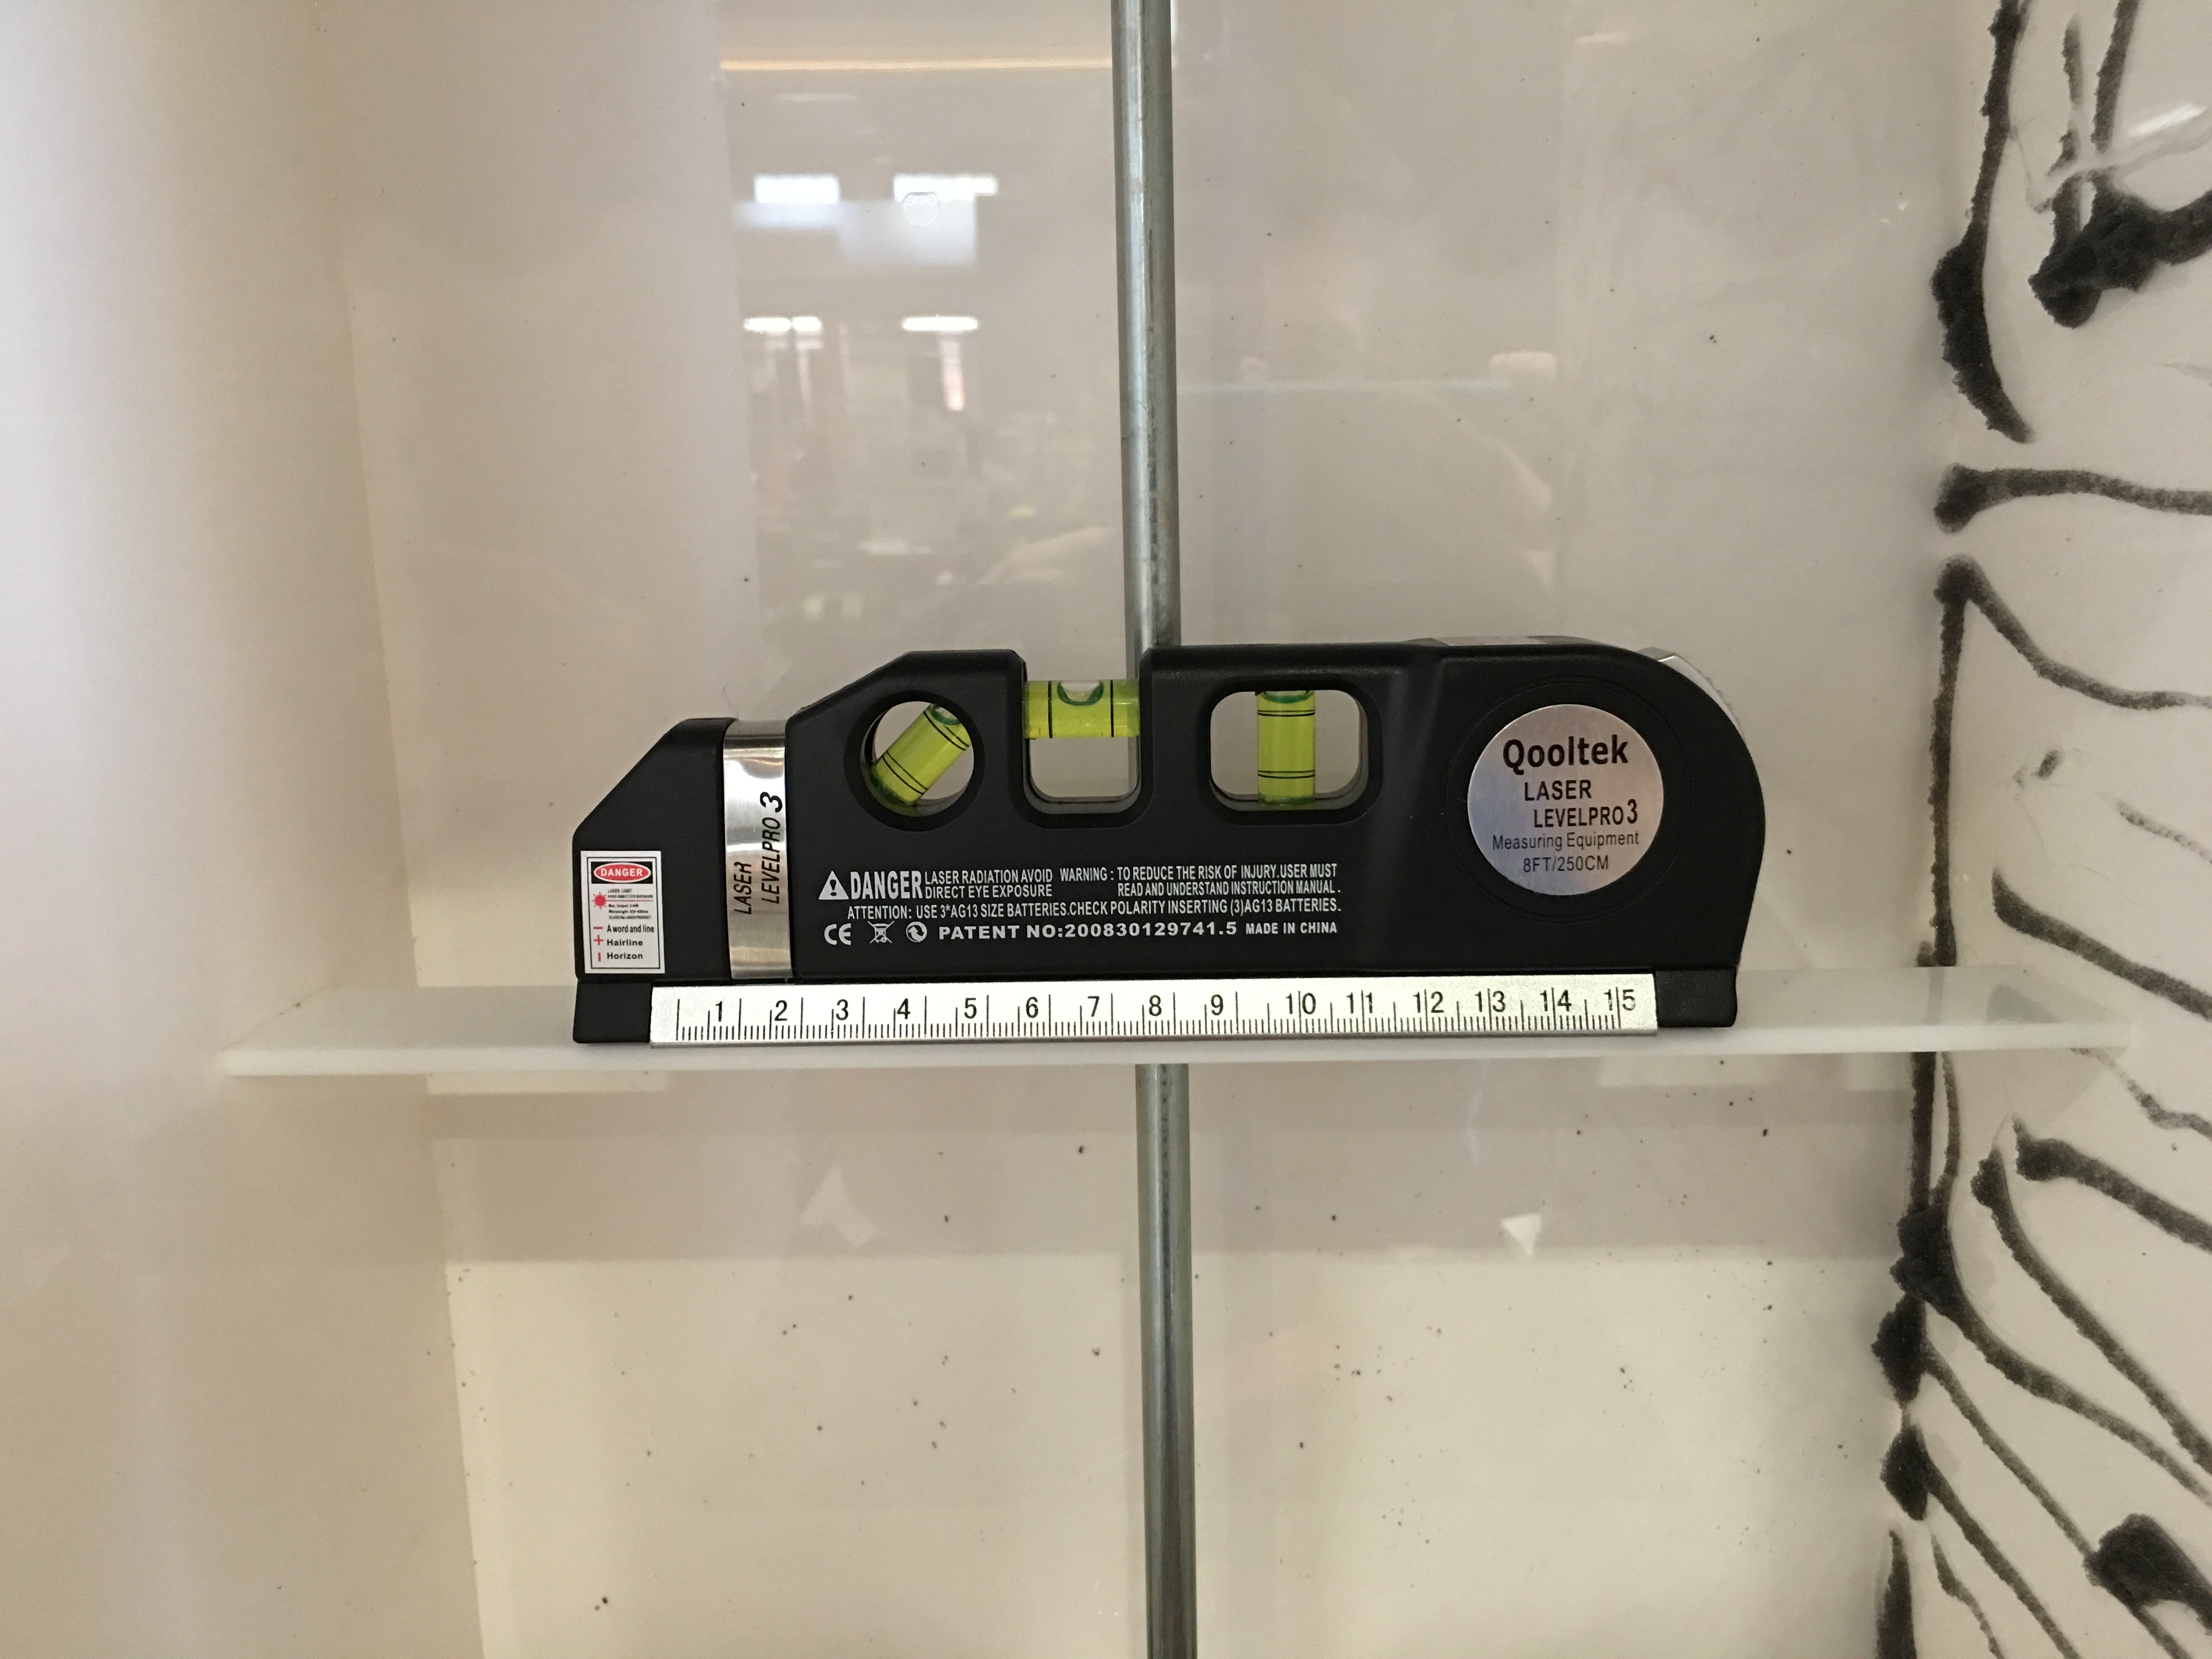 Qooltek
LASER
LEVELPRO3
Measuring Equipment
8FT/250CM
LASER
LEVELPRO 3
DANGER
LASER LIGHT
A word and line
Hairline
Horizon
DANGER LASER RADIATION AVOID DIRECT EYE EXPOSURE
WARNING : TO REDUCE THE RISK OF INJURY.USER MUST
READ AND UNDERSTAND INSTRUCTION MANUAL .
ATTENTION: USE 3*AG13 SIZE BATTERIES.CHECK POLARITY INSERTING (3)AG13 BATTERIES.
CE PATENT NO:200830129741.5 MADE IN CHINA
1 2 3 4 5 6 7 8 9 10 11 12 13 14 15